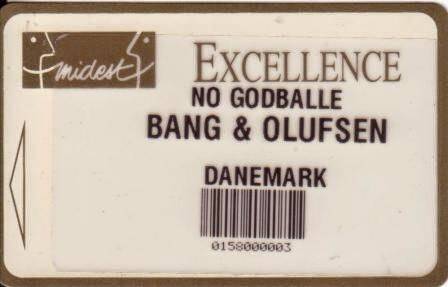 midest
EXCELLENCE
NO GODBALLE
BANG & OLUFSEN
DANEMARK
0158000003